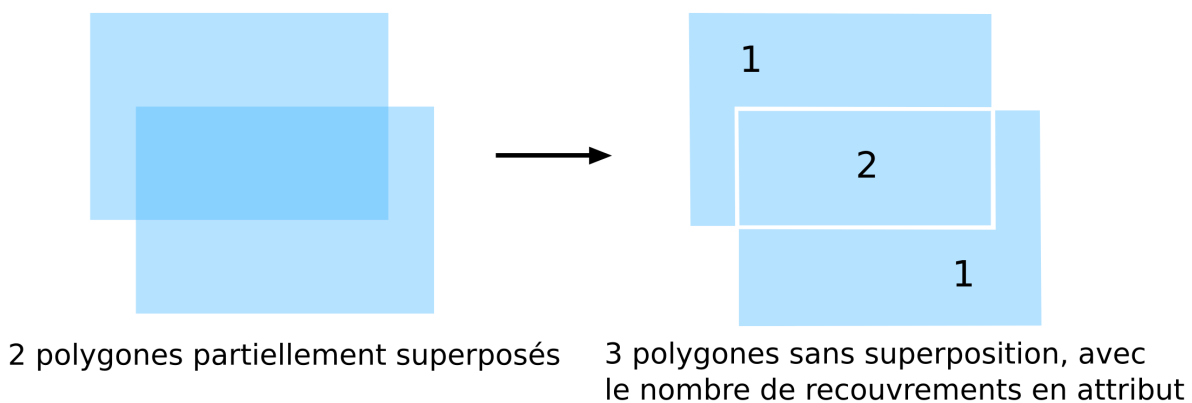 1
2
1
2 polygones partiellement superposés
3 polygones sans superposition, avec
le nombre de recouvrements en attribut